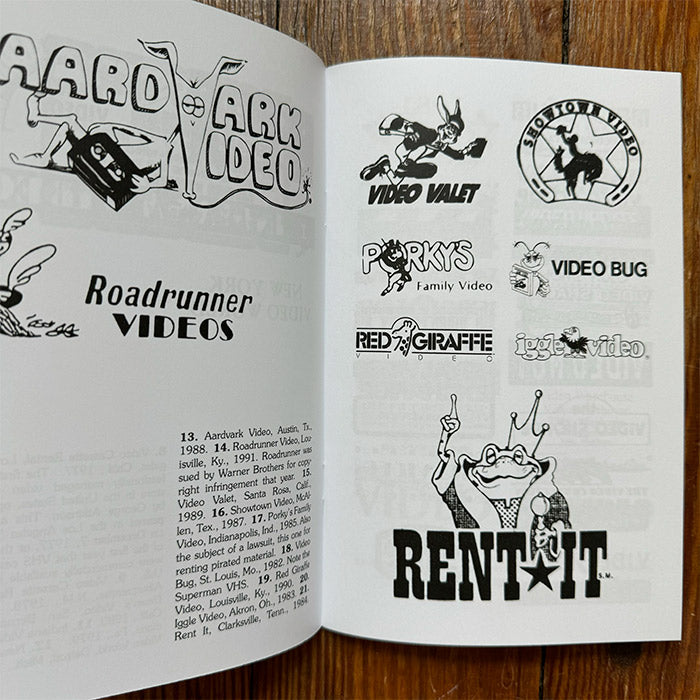 AARDVARK
VIDEO
Roadrunner
VIDEOS
13. Aardvark Video, Austin, Tx.,
1988. 14. Roadrunner Video, Lou-
isville, Ky., 1991. Roadrunner was
sued by Warner Brothers for copy-
right infringement that year. 15.
Video Valet, Santa Rosa, Calif.,
1989. 16. Showtown Video, McAl-
len, Tex., 1987. 17. Porky's Family
Video, Indianapolis, Ind., 1985. Also
the subject of a lawsuit, this one for
renting pirated material. 18. Video
Bug, St. Louis, Mo., 1982. Note the
Superman VHS. 19. Red Giraffe
Video, Louisville, Ky., 1990. 20.
Iggle Video, Akron, Oh., 1983. 21.
Rent It, Clarksville, Tenn., 1984.
VIDEO VALET
SHOWTOWN VIDEO
PORKY'S
Family Video
VIDEO BUG
RED GIRAFFE
VIDEO
iggle video
RENT IT
S.M.